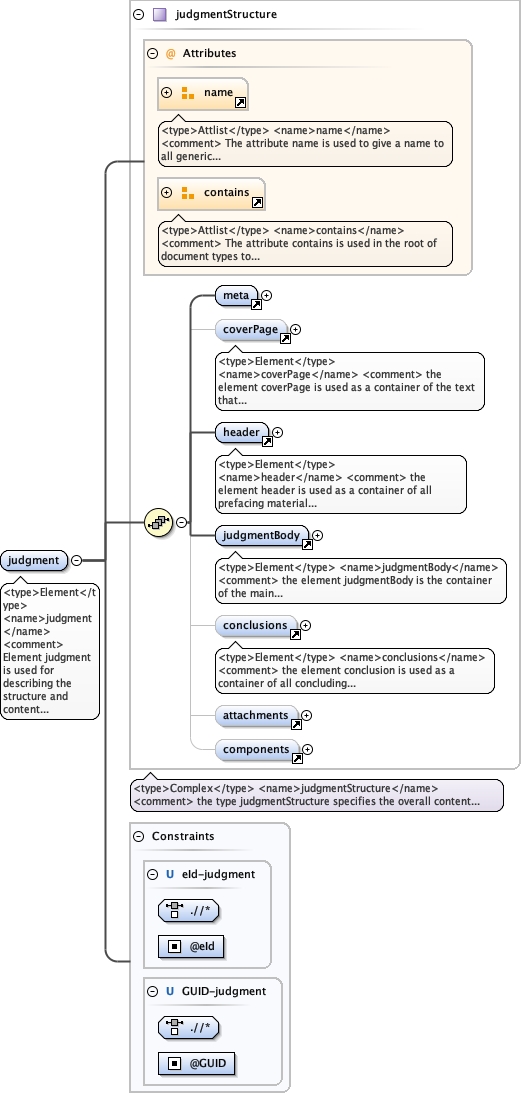 judgmentStructure
@ Attributes
name
<type>Attlist</type> <name>name</name>
<comment> The attribute name is used to give a name to
all generic...
contains
<type>Attlist</type> <name>contains</name>
<comment> The attribute contains is used in the root of
document types to...
meta
coverPage
<type>Element</type>
<name>coverPage</name> <comment> the
element coverPage is used as a container of the text
that...
header
<type>Element</type>
<name>header</name> <comment> the
element header is used as a container of all
prefacing material...
judgmentBody
<type>Element</type> <name>judgmentBody</name>
<comment> the element judgmentBody is the container
of the main...
judgment
<type>Element</t
ype>
<name>judgment
</name>
<comment>
Element judgment
is used for
describing the
structure and
content...
conclusions
<type>Element</type> <name>conclusions</name>
<comment> the element conclusion is used as a
container of all concluding...
attachments
components
<type>Complex</type> <name>judgmentStructure</name>
<comment> the type judgmentStructure specifies the overall content...
Constraints
U eId-judgment
.//*
@eId
U GUID-judgment
.//*
@GUID